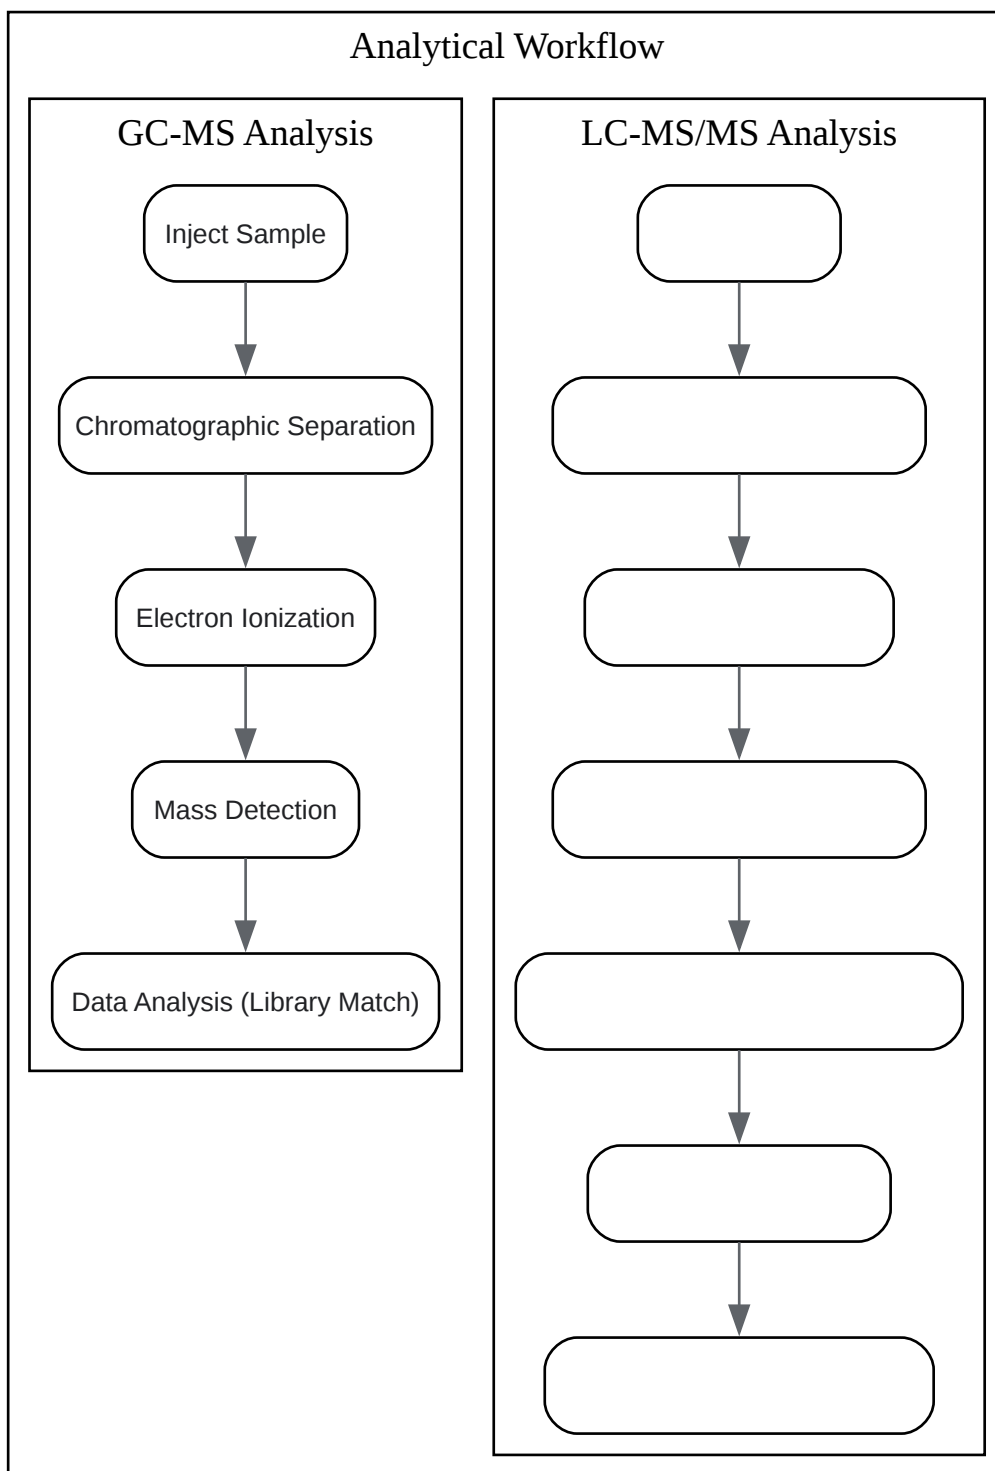 Analytical Workflow
GC-MS Analysis
Inject Sample
Chromatographic Separation
Electron Ionization
Mass Detection
Data Analysis (Library Match)
LC-MS/MS Analysis